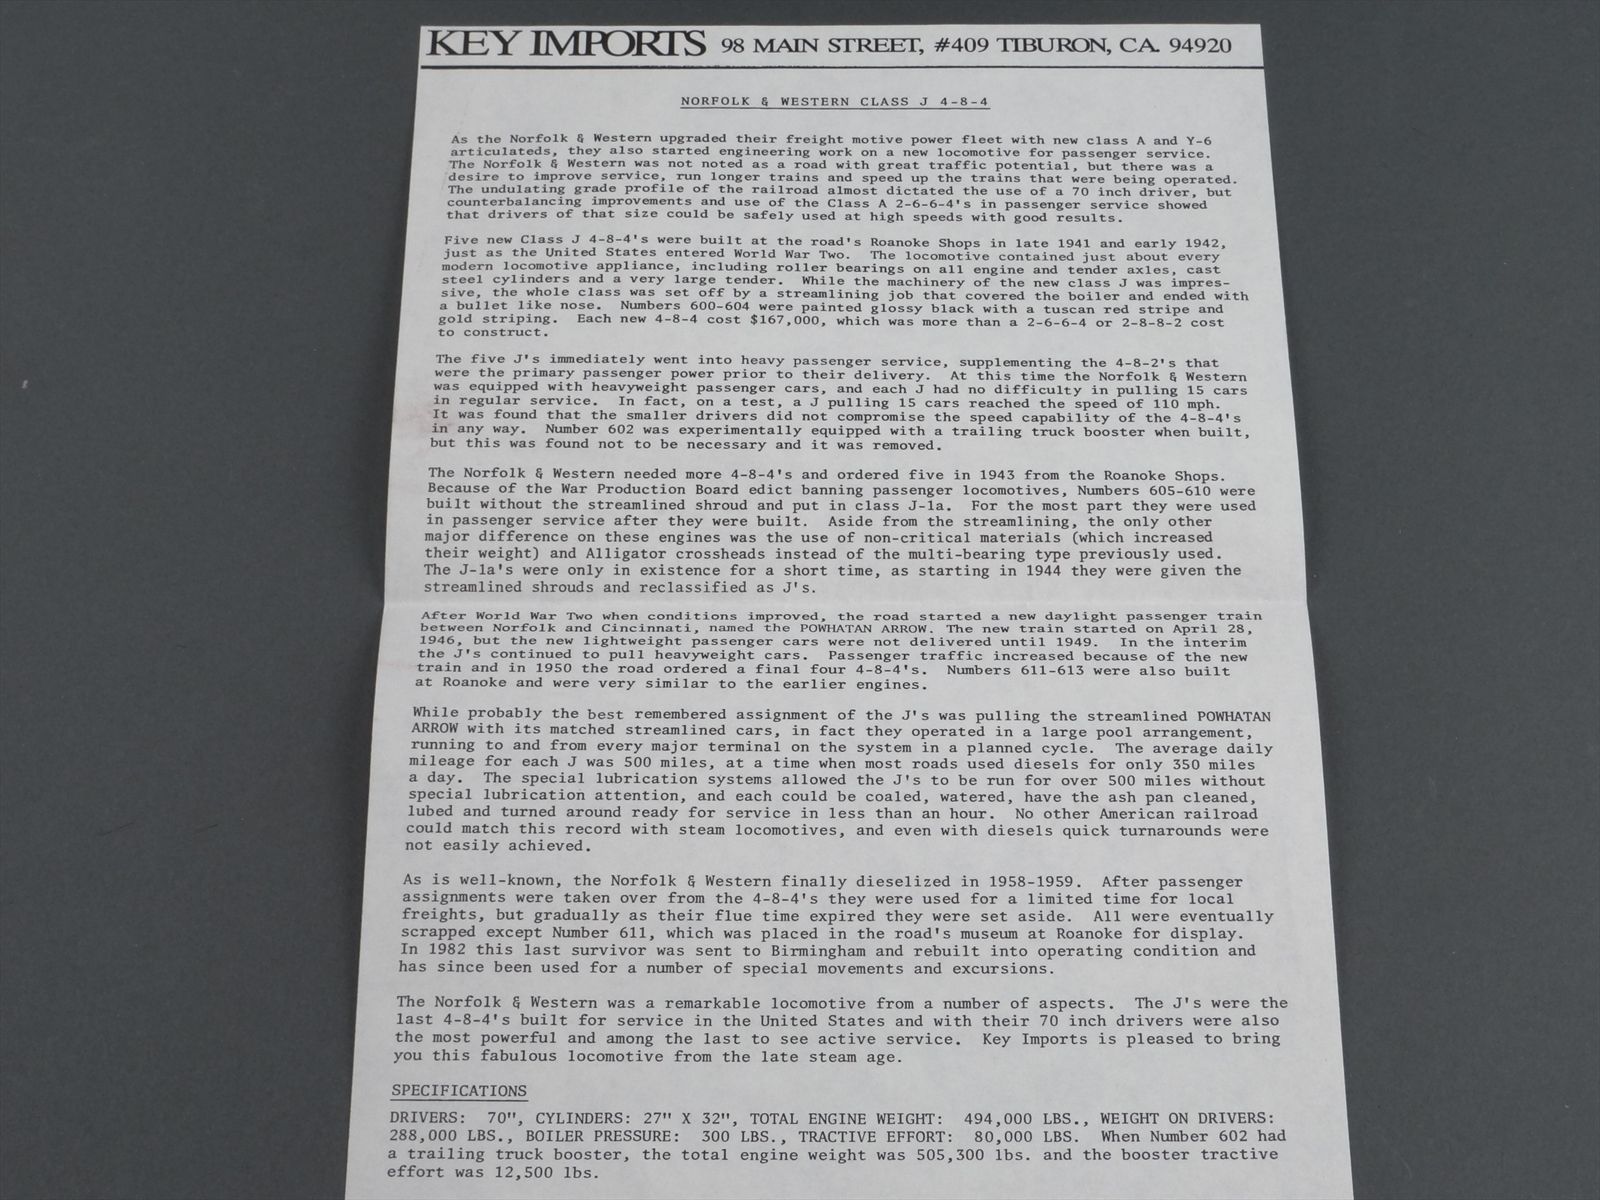 KEY IMPORTS 98 MAIN STREET, #409 TIBURON, CA. 94920
NORFOLK & WESTERN CLASS J 4-8-4
As the Norfolk & Western upgraded their freight motive power fleet with new class A and Y-6
articulateds, they also started engineering work on a new locomotive for passenger service.
The Norfolk & Western was not noted as a road with great traffic potential, but there was a
desire to improve service, run longer trains and speed up the trains that were being operated.
The undulating grade profile of the railroad almost dictated the use of a 70 inch driver, but
counterbalancing improvements and use of the Class A 2-6-6-4's in passenger service showed
that drivers of that size could be safely used at high speeds with good results.
Five new Class J 4-8-4's were built at the road's Roanoke Shops in late 1941 and early 1942,
just as the United States entered World War Two. The locomotive contained just about every
modern locomotive appliance, including roller bearings on all engine and tender axles, cast
steel cylinders and a very large tender. While the machinery of the new class J was impres-
sive, the whole class was set off by a streamlining job that covered the boiler and ended with
a bullet like nose. Numbers 600-604 were painted glossy black with a tuscan red stripe and
gold striping. Each new 4-8-4 cost $167,000, which was more than a 2-6-6-4 or 2-8-8-2 cost
to construct.
The five J's immediately went into heavy passenger service, supplementing the 4-8-2's that
were the primary passenger power prior to their delivery. At this time the Norfolk & Western
was equipped with heavyweight passenger cars, and each J had no difficulty in pulling 15 cars
in regular service. In fact, on a test, a J pulling 15 cars reached the speed of 110 mph.
It was found that the smaller drivers did not compromise the speed capability of the 4-8-4's
in any way. Number 602 was experimentally equipped with a trailing truck booster when built,
but this was found not to be necessary and it was removed.
The Norfolk & Western needed more 4-8-4's and ordered five in 1943 from the Roanoke Shops.
Because of the War Production Board edict banning passenger locomotives, Numbers 605-610 were
built without the streamlined shroud and put in class J-1a. For the most part they were used
in passenger service after they were built. Aside from the streamlining, the only other
major difference on these engines was the use of non-critical materials (which increased
their weight) and Alligator crossheads instead of the multi-bearing type previously used.
The J-1a's were only in existence for a short time, as starting in 1944 they were given the
streamlined shrouds and reclassified as J's.
After World War Two when conditions improved, the road started a new daylight passenger train
between Norfolk and Cincinnati, named the POWHATAN ARROW. The new train started on April 28,
1946, but the new lightweight passenger cars were not delivered until 1949. In the interim
the J's continued to pull heavyweight cars. Passenger traffic increased because of the new
train and in 1950 the road ordered a final four 4-8-4's. Numbers 611-613 were also built
at Roanoke and were very similar to the earlier engines.
While probably the best remembered assignment of the J's was pulling the streamlined POWHATAN
ARROW with its matched streamlined cars, in fact they operated in a large pool arrangement,
running to and from every major terminal on the system in a planned cycle. The average daily
mileage for each J was 500 miles, at a time when most roads used diesels for only 350 miles
a day. The special lubrication systems allowed the J's to be run for over 500 miles without
special lubrication attention, and each could be coaled, watered, have the ash pan cleaned,
lubed and turned around ready for service in less than an hour. No other American railroad
could match this record with steam locomotives, and even with diesels quick turnarounds were
not easily achieved.
As is well-known, the Norfolk & Western finally dieselized in 1958-1959. After passenger
assignments were taken over from the 4-8-4's they were used for a limited time for local
freights, but gradually as their flue time expired they were set aside. All were eventually
scrapped except Number 611, which was placed in the road's museum at Roanoke for display.
In 1982 this last survivor was sent to Birmingham and rebuilt into operating condition and
has since been used for a number of special movements and excursions.
The Norfolk & Western was a remarkable locomotive from a number of aspects. The J's were the
last 4-8-4's built for service in the United States and with their 70 inch drivers were also
the most powerful and among the last to see active service. Key Imports is pleased to bring
you this fabulous locomotive from the late steam age.
SPECIFICATIONS
DRIVERS: 70", CYLINDERS: 27" X 32", TOTAL ENGINE WEIGHT: 494,000 LBS., WEIGHT ON DRIVERS:
288,000 LBS., BOILER PRESSURE: 300 LBS., TRACTIVE EFFORT: 80,000 LBS. When Number 602 had
a trailing truck booster, the total engine weight was 505,300 lbs. and the booster tractive
effort was 12,500 lbs.